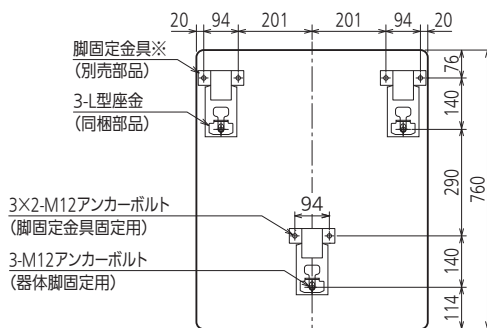 20 94 201 201 94 20
脚固定金具※
(別売部品)
3-L型座金
(同梱部品)
76
140
290
760
3×2-M12アンカーボルト
(脚固定金具固定用)
94
3-M12アンカーボルト
(器体脚固定用)
140
114